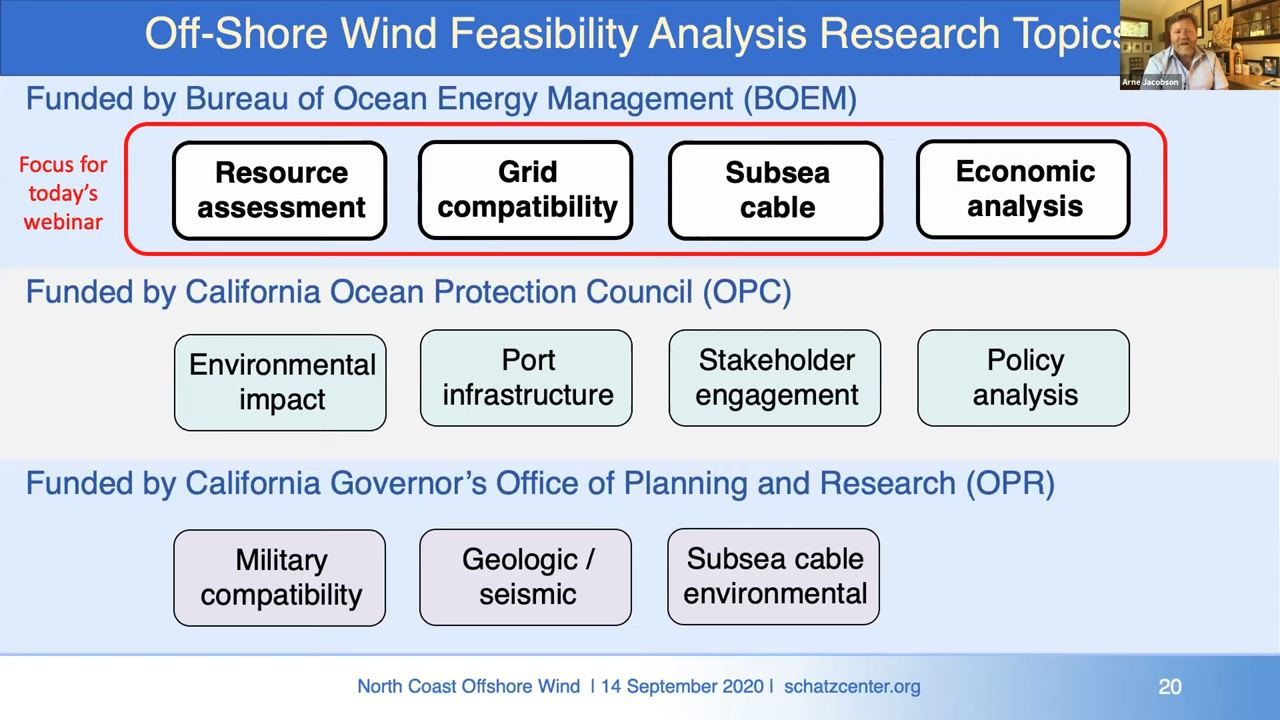 Off-Shore Wind Feasibility Analysis Research Topics
Arne Jacobson
Funded by Bureau of Ocean Energy Management (BOEM)
Focus for
today's
webinar
Resource
assessment
Grid
compatibility
Subsea
cable
Economic
analysis
Funded by California Ocean Protection Council (OPC)
Environmental
impact
Port
infrastructure
Stakeholder
engagement
Policy
analysis
Funded by California Governor's Office of Planning and Research (OPR)
Military
compatibility
Geologic /
seismic
Subsea cable
environmental
North Coast Offshore Wind | 14 September 2020 | schatzcenter.org
20